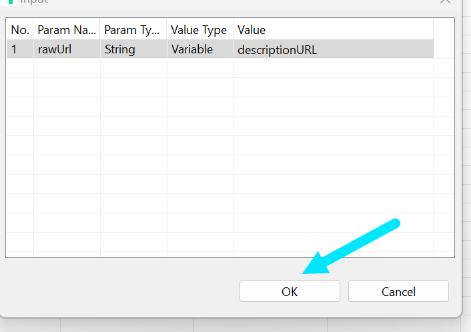 Input
No. Param Na... Param Ty... Value Type Value
1 rawUrl String Variable descriptionURL
OK Cancel